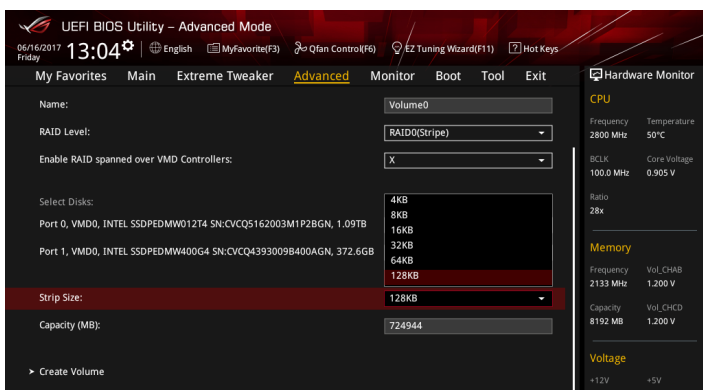 UEFI BIOS Utility – Advanced Mode
06/16/2017 Friday 13:04 English MyFavorite(F3) Qfan Control(F6) EZ Tuning Wizard(F11) ? Hot Keys
My Favorites Main Extreme Tweaker Advanced Monitor Boot Tool Exit
Name: Volume0
RAID Level: RAID0(Stripe)
Enable RAID spanned over VMD Controllers: X
Select Disks:
4KB
8KB
Port 0, VMD0, INTEL SSDPEDMW012T4 SN:CVCQ5162003M1P2BGN, 1.09TB
16KB
32KB
Port 1, VMD0, INTEL SSDPEDMW400G4 SN:CVCQ4393009B400AGN, 372.6GB
64KB
128KB
Strip Size: 128KB
Capacity (MB): 724944
> Create Volume
Hardware Monitor
CPU
Frequency Temperature
2800 MHz 50°C
BCLK Core Voltage
100.0 MHz 0.905 V
Ratio
28x
Memory
Frequency Vol_CHAB
2133 MHz 1.200 V
Capacity Vol_CHCD
8192 MB 1.200 V
Voltage
+12V +5V